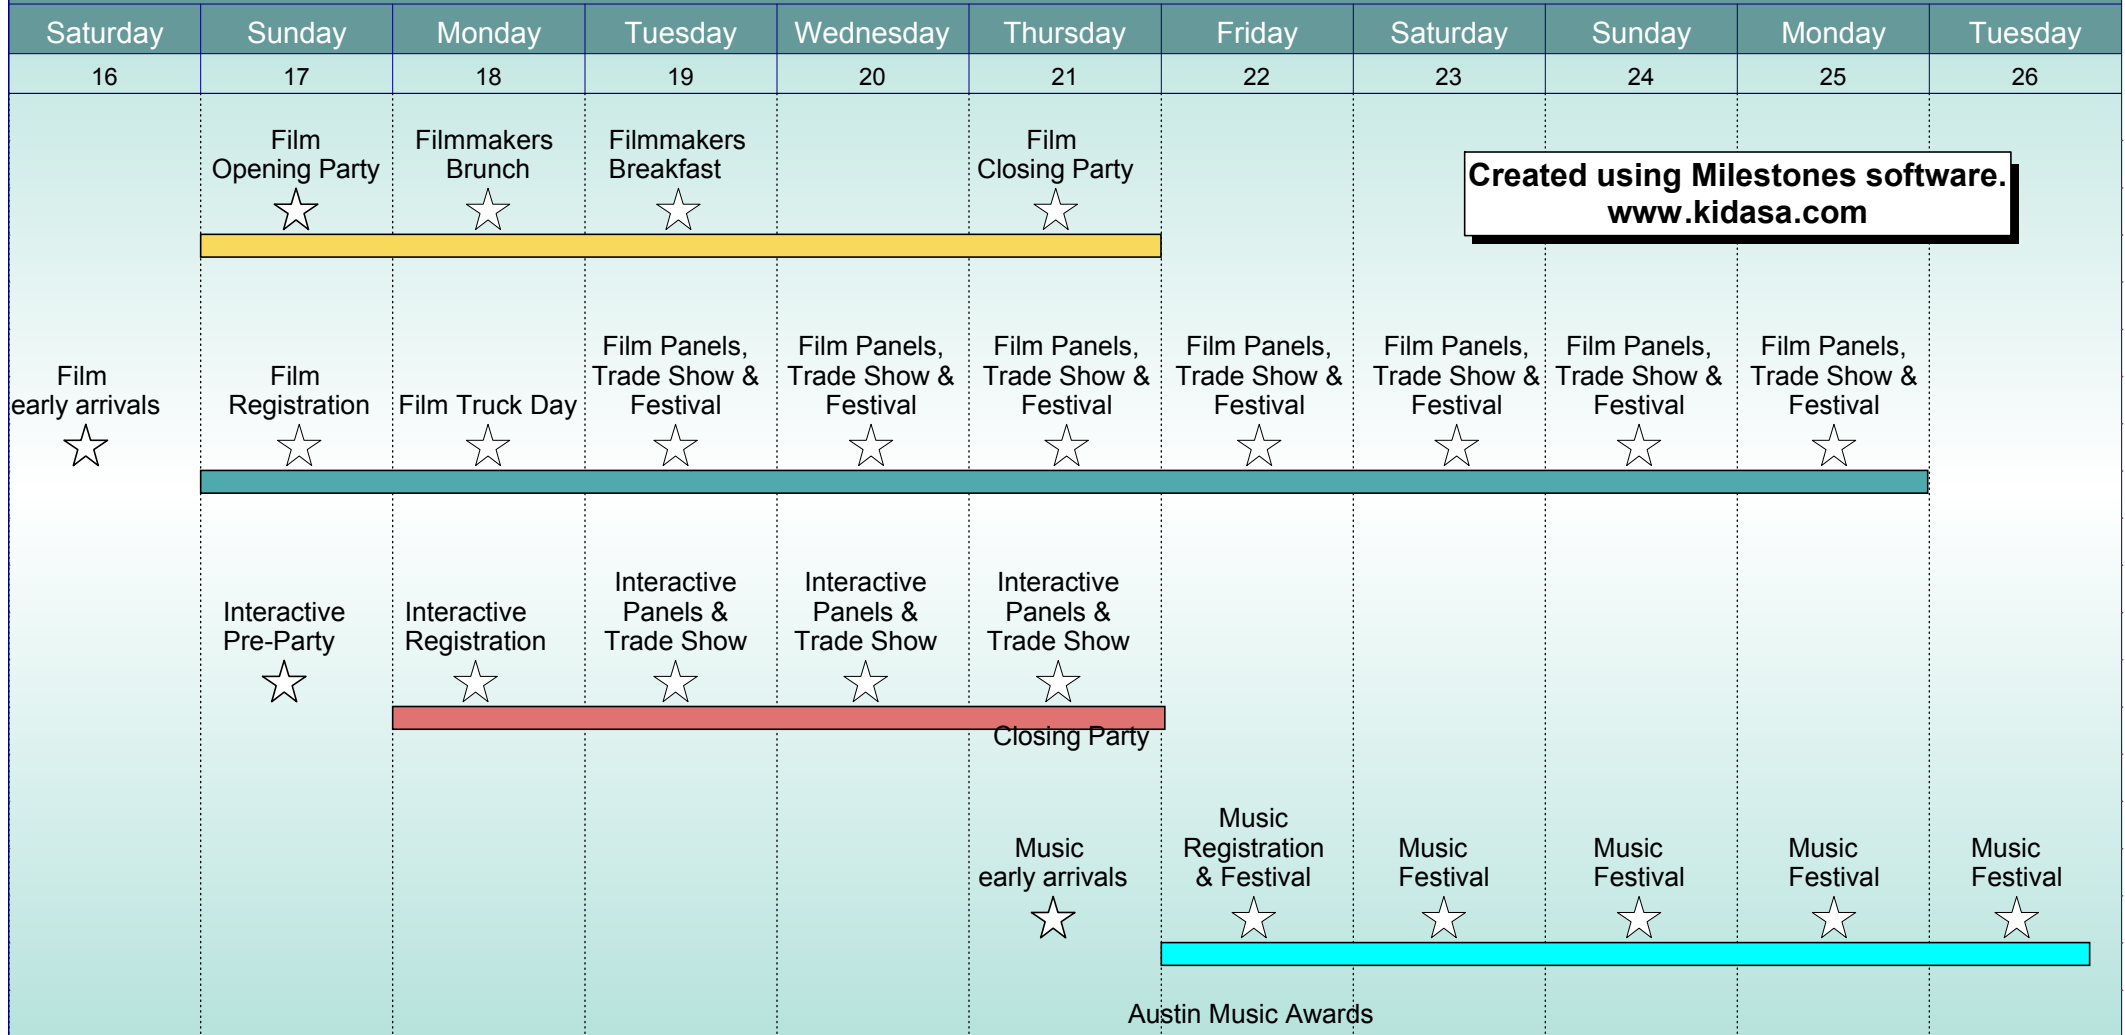 Saturday Sunday Monday Tuesday Wednesday Thursday Friday Saturday Sunday Monday Tuesday
16 17 18 19 20 21 22 23 24 25 26
Film
Opening Party
Filmmakers
Brunch
Filmmakers
Breakfast
Film
Closing Party
Created using Milestones software.
www.kidasa.com
Film
early arrivals
Film
Registration
Film Truck Day
Film Panels,
Trade Show &
Festival
Film Panels,
Trade Show &
Festival
Film Panels,
Trade Show &
Festival
Film Panels,
Trade Show &
Festival
Film Panels,
Trade Show &
Festival
Film Panels,
Trade Show &
Festival
Film Panels,
Trade Show &
Festival
Interactive
Pre-Party
Interactive
Registration
Interactive
Panels &
Trade Show
Interactive
Panels &
Trade Show
Interactive
Panels &
Trade Show
Closing Party
Music
early arrivals
Music
Registration
& Festival
Music
Festival
Music
Festival
Music
Festival
Music
Festival
Austin Music Awards